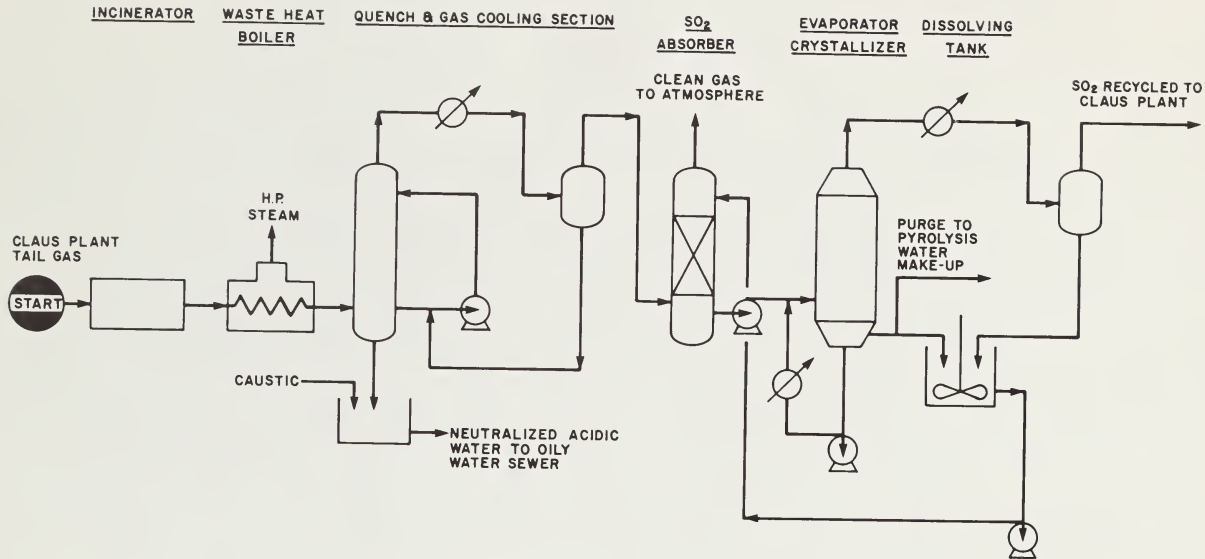 INCINERATOR
WASTE HEAT
BOILER
QUENCH & GAS COOLING SECTION
SO2
ABSORBER
EVAPORATOR
CRYSTALLIZER
DISSOLVING
TANK
CLEAN GAS
TO ATMOSPHERE
SO2 RECYCLED TO
CLAUS PLANT
H.P.
STEAM
CLAUS PLANT
TAIL GAS
START
PURGE TO
PYROLYSIS
WATER
MAKE-UP
CAUSTIC
NEUTRALIZED ACIDIC
WATER TO OILY
WATER SEWER